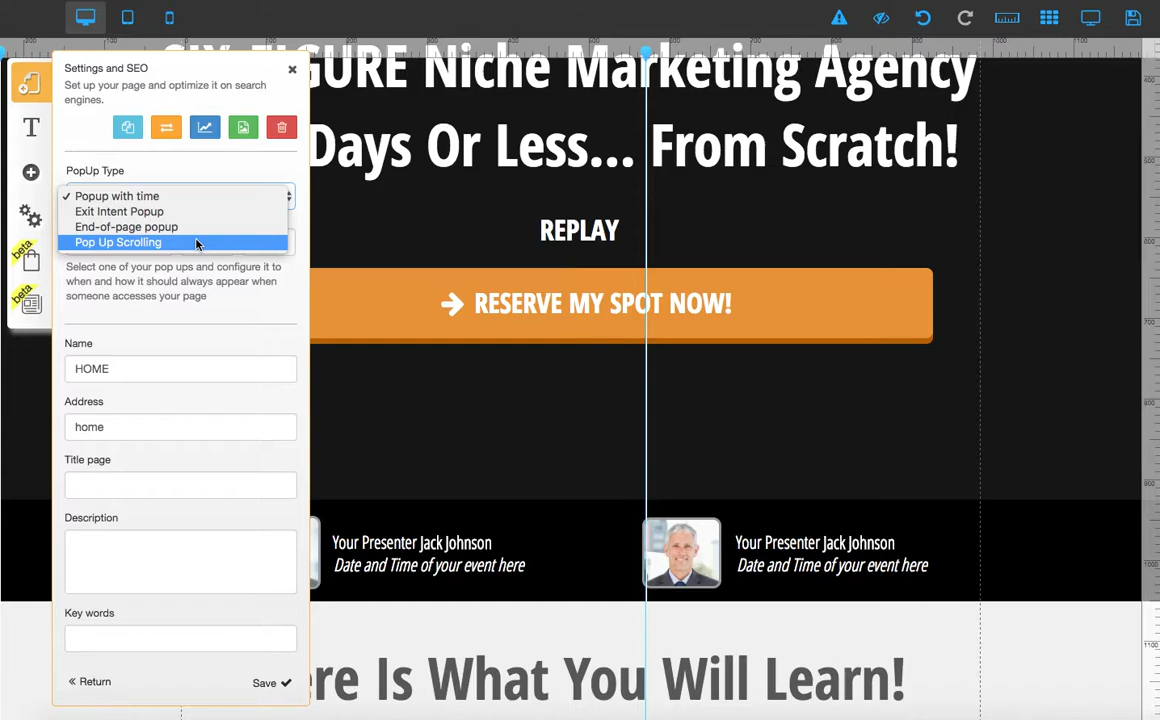 Settings and SEO
Set up your page and optimize it on search
engines.
PopUp Type
✓ Popup with time
Exit Intent Popup
End-of-page popup
Pop Up Scrolling
Select one of your pop ups and configure it to
when and how it should always appear when
someone accesses your page
Name
HOME
Address
home
Title page
Description
Key words
« Return
Save ✔
beta
beta
FIGURE Niche Marketing Agency
Days Or Less... From Scratch!
REPLAY
→ RESERVE MY SPOT NOW!
Your Presenter Jack Johnson
Date and Time of your event here
Your Presenter Jack Johnson
Date and Time of your event here
ere Is What You Will Learn!